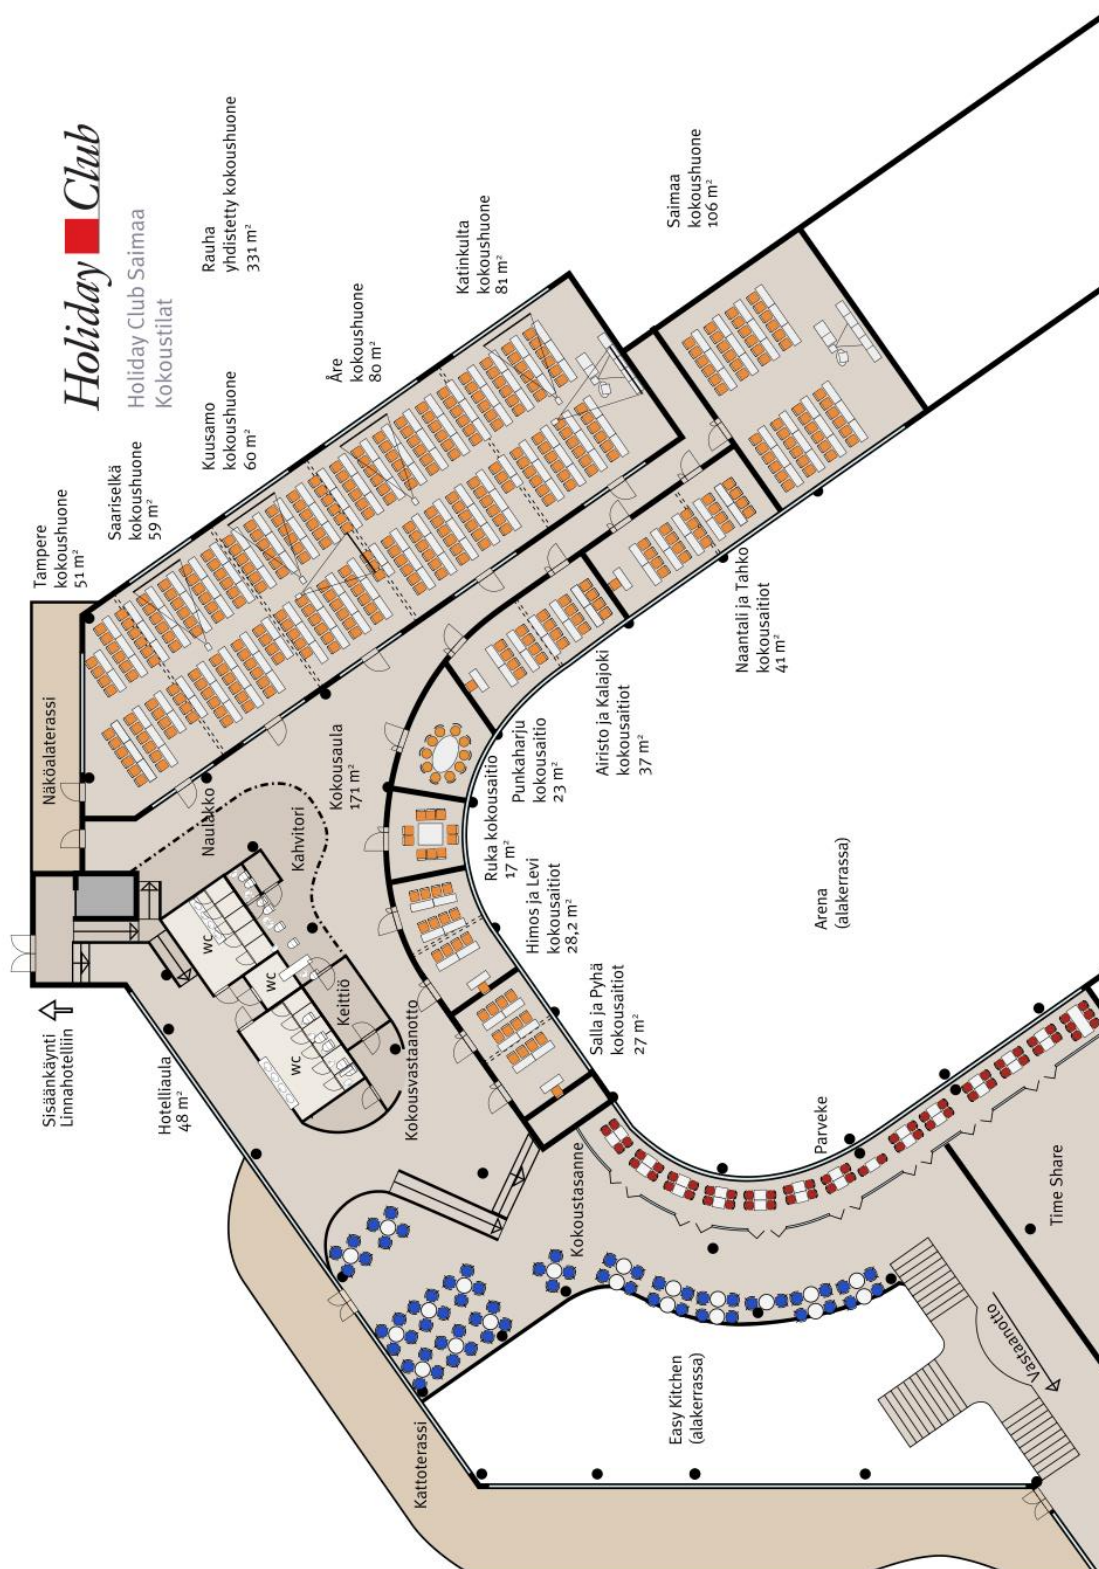 Holiday Club
Holiday Club Saimaa
Kokoustilat
Tampere
kokoushuone
51 m²
Saariselkä
kokoushuone
59 m²
Kuusamo
kokoushuone
60 m²
Rauha
yhdistetty kokoushuone
331 m²
Åre
kokoushuone
80 m²
Katinkulta
kokoushuone
81 m²
Saimaa
kokoushuone
106 m²
Näköalaterassi
Naulakko
Kahvitori
Kokousaula
171 m²
Sisäänkäynti
Linnahotelliin
Hotelliaula
48 m²
WC
WC
WC
Keittiö
Kokousvastaanotto
Ruka kokousaitio
17 m²
Punkaharju
kokousaitio
23 m²
Airisto ja Kalajoki
kokousaitiot
37 m²
Naantali ja Tahko
kokousaitiot
41 m²
Himos ja Levi
kokousaitiot
28,2 m²
Salla ja Pyhä
kokousaitiot
27 m²
Arena
(alakerrassa)
Kokoustasanne
Parveke
Time Share
Kattoterassi
Easy Kitchen
(alakerrassa)
Vastaanotto